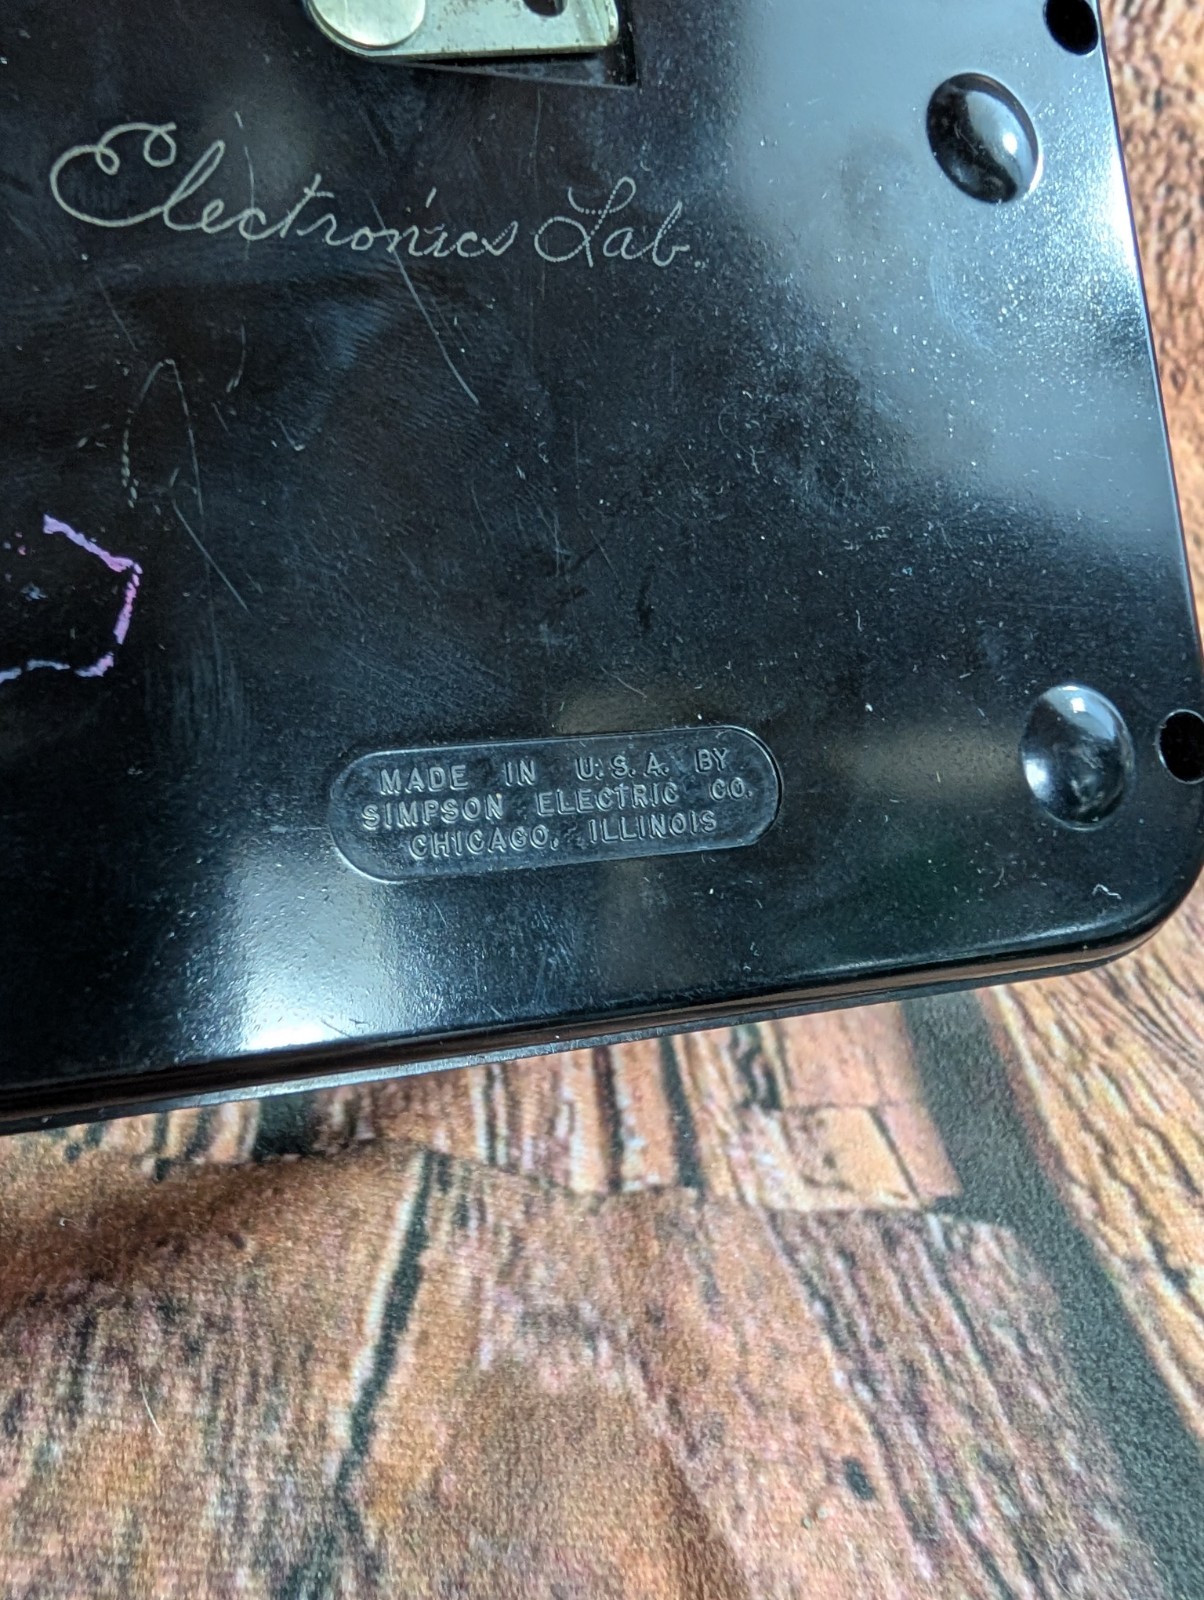 Electronics Lab.
MADE IN U.S.A. BY
SIMPSON ELECTRIC CO.
CHICAGO, ILLINOIS